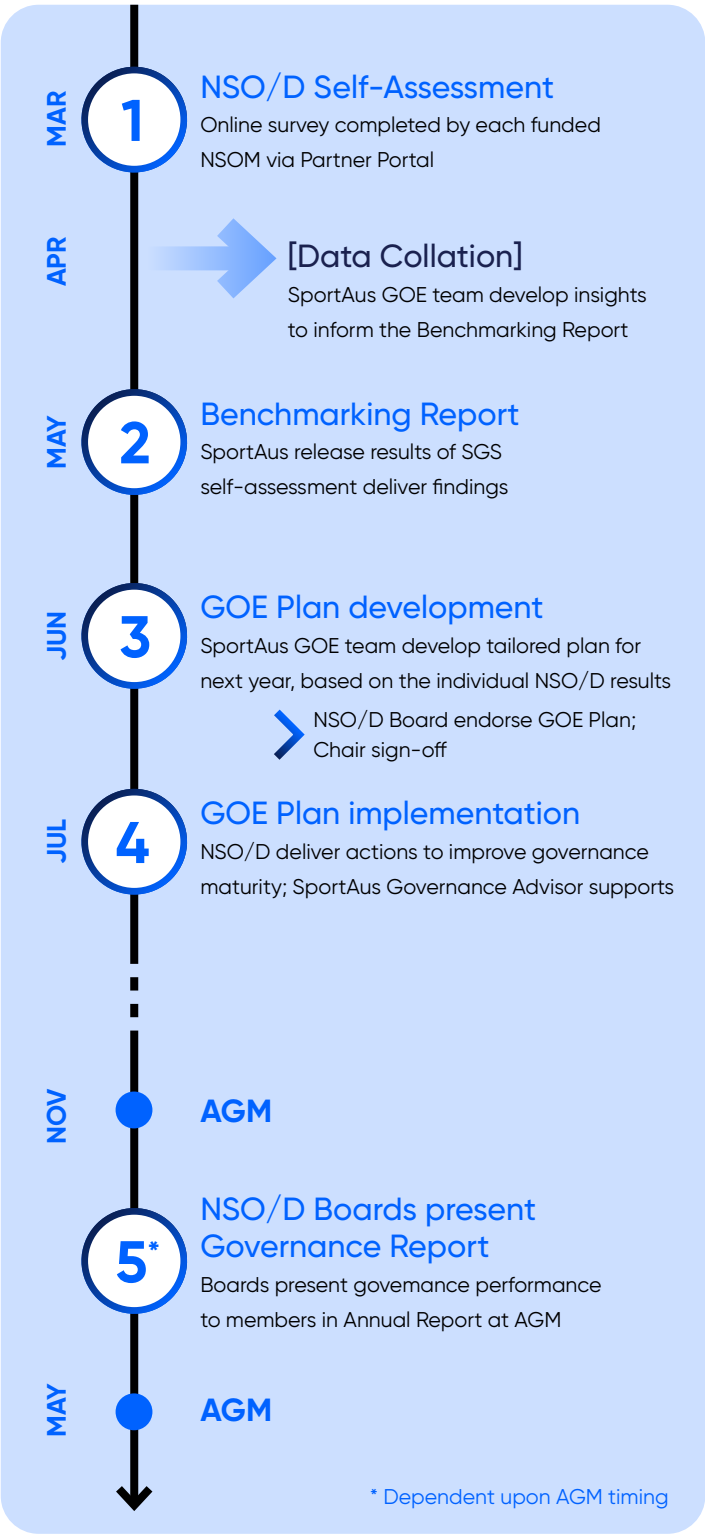 MAR
1
NSO/D Self-Assessment
Online survey completed by each funded
NSOM via Partner Portal
APR
[Data Collation]
SportAus GOE team develop insights
to inform the Benchmarking Report
MAY
2
Benchmarking Report
SportAus release results of SGS
self-assessment deliver findings
JUN
3
GOE Plan development
SportAus GOE team develop tailored plan for
next year, based on the individual NSO/D results
NSO/D Board endorse GOE Plan;
Chair sign-off
JUL
4
GOE Plan implementation
NSO/D deliver actions to improve governance
maturity; SportAus Governance Advisor supports
NOV
AGM
5*
NSO/D Boards present
Governance Report
Boards present govemance performance
to members in Annual Report at AGM
MAY
AGM
* Dependent upon AGM timing